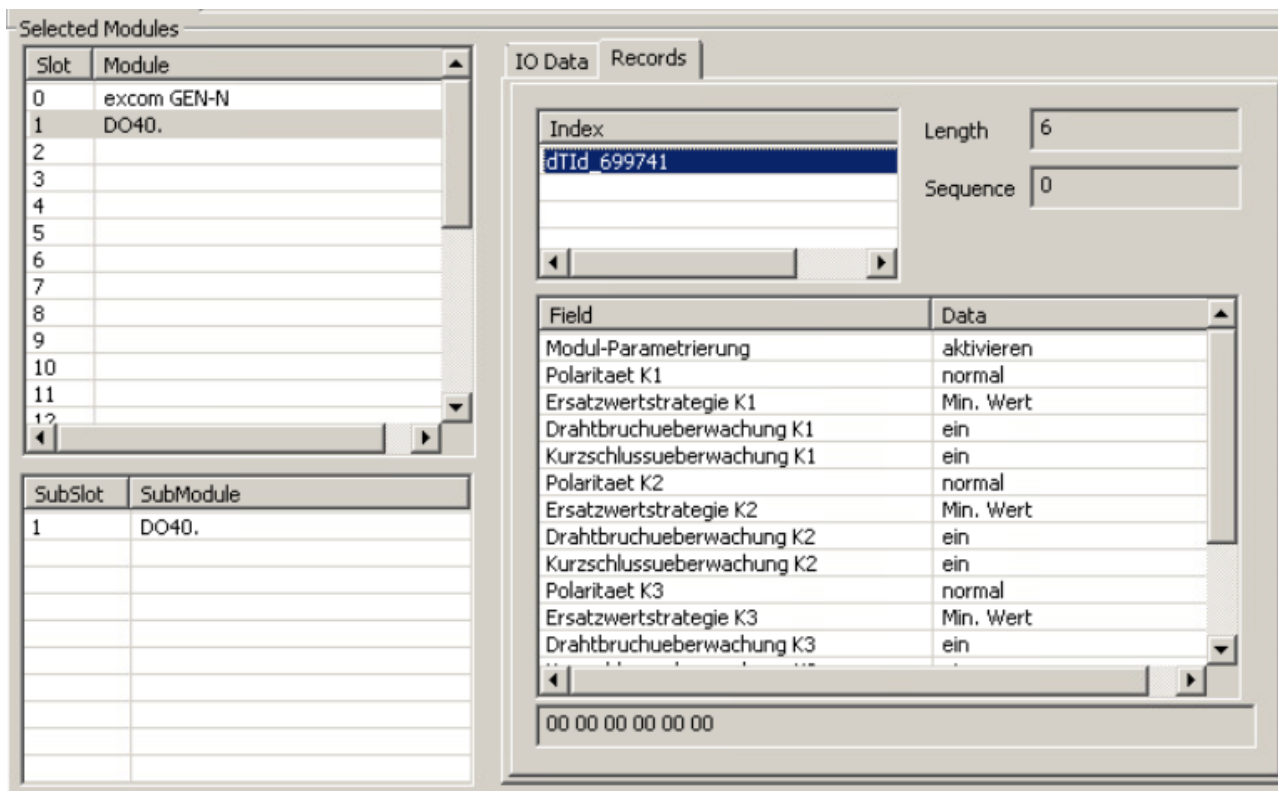 Selected Modules
Slot Module
0 excom GEN-N
1 DO40.
2
3
4
5
6
7
8
9
10
11
12
SubSlot SubModule
1 DO40.
IO Data Records
Index
dTId_699741
Length 6
Sequence 0
Field Data
Modul-Parametrierung aktivieren
Polaritaet K1 normal
Ersatzwertstrategie K1 Min. Wert
Drahtbruchueberwachung K1 ein
Kurzschlussueberwachung K1 ein
Polaritaet K2 normal
Ersatzwertstrategie K2 Min. Wert
Drahtbruchueberwachung K2 ein
Kurzschlussueberwachung K2 ein
Polaritaet K3 normal
Ersatzwertstrategie K3 Min. Wert
Drahtbruchueberwachung K3 ein
00 00 00 00 00 00